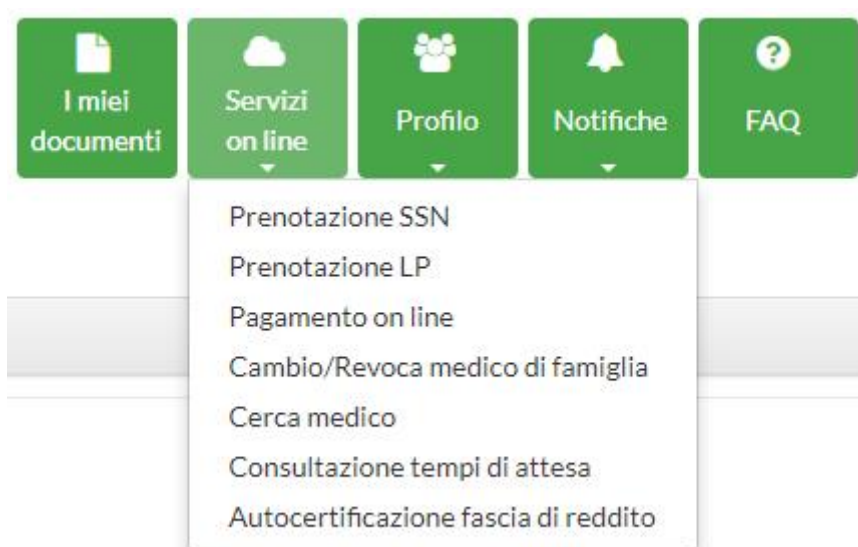 I miei
documenti
Servizi
on line
Profilo
Notifiche
FAQ
Prenotazione SSN
Prenotazione LP
Pagamento on line
Cambio/Revoca medico di famiglia
Cerca medico
Consultazione tempi di attesa
Autocertificazione fascia di reddito